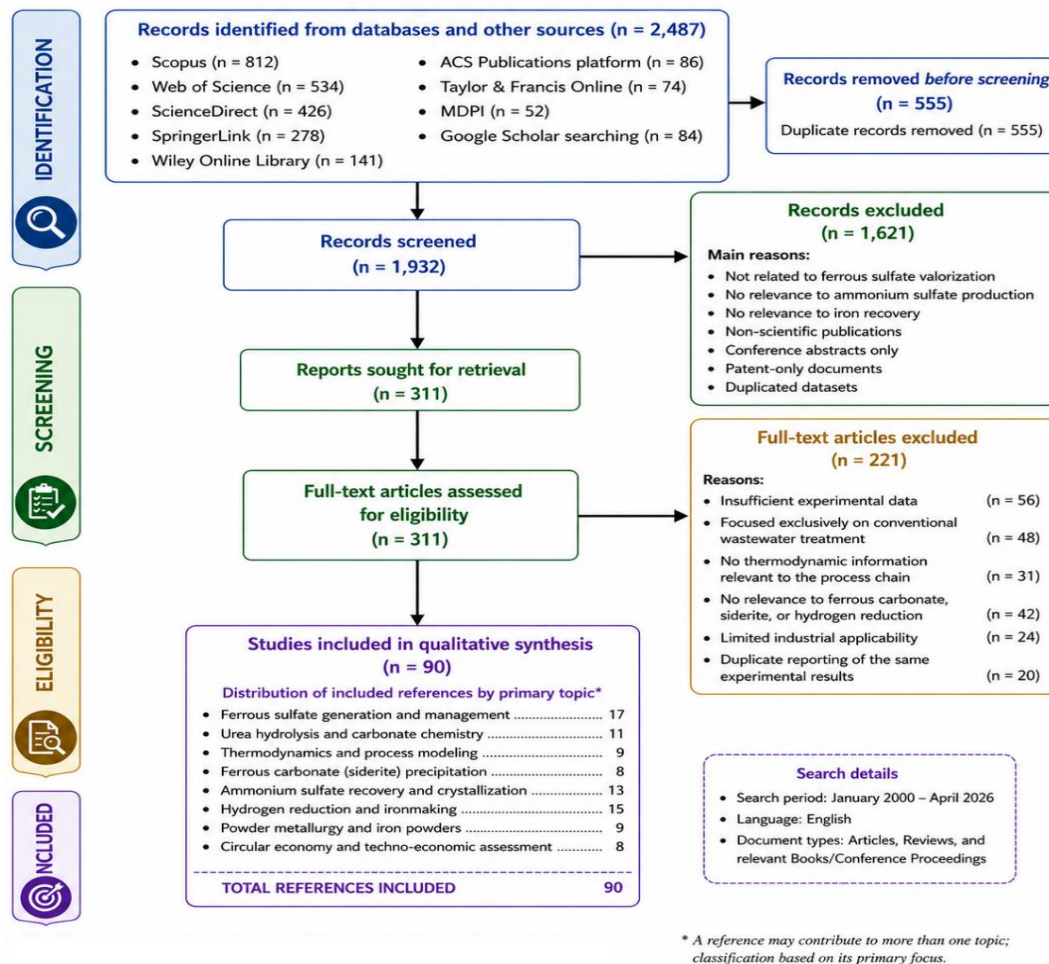 IDENTIFICATION
Records identified from databases and other sources (n = 2,487)
• Scopus (n = 812)
• Web of Science (n = 534)
• ScienceDirect (n = 426)
• SpringerLink (n = 278)
• Wiley Online Library (n = 141)
• ACS Publications platform (n = 86)
• Taylor & Francis Online (n = 74)
• MDPI (n = 52)
• Google Scholar searching (n = 84)
Records removed before screening
(n = 555)
Duplicate records removed (n = 555)
Records screened
(n = 1,932)
Records excluded
(n = 1,621)
Main reasons:
• Not related to ferrous sulfate valorization
• No relevance to ammonium sulfate production
• No relevance to iron recovery
• Non-scientific publications
• Conference abstracts only
• Patent-only documents
• Duplicated datasets
SCREENING
Reports sought for retrieval
(n = 311)
Full-text articles assessed
for eligibility
(n = 311)
Full-text articles excluded
(n = 221)
Reasons:
• Insufficient experimental data (n = 56)
• Focused exclusively on conventional
wastewater treatment (n = 48)
• No thermodynamic information
relevant to the process chain (n = 31)
• No relevance to ferrous carbonate,
siderite, or hydrogen reduction (n = 42)
• Limited industrial applicability (n = 24)
• Duplicate reporting of the same
experimental results (n = 20)
ELIGIBILITY
Studies included in qualitative synthesis
(n = 90)
Distribution of included references by primary topic*
• Ferrous sulfate generation and management ........................ 17
• Urea hydrolysis and carbonate chemistry ........................ 11
• Thermodynamics and process modeling ........................ 9
• Ferrous carbonate (siderite) precipitation ........................ 8
• Ammonium sulfate recovery and crystallization ................ 13
• Hydrogen reduction and ironmaking ........................ 15
• Powder metallurgy and iron powders ........................ 9
• Circular economy and techno-economic assessment ........... 8
TOTAL REFERENCES INCLUDED 90
INCLUDED
Search details
• Search period: January 2000 – April 2026
• Language: English
• Document types: Articles, Reviews, and
relevant Books/Conference Proceedings
* A reference may contribute to more than one topic;
classification based on its primary focus.